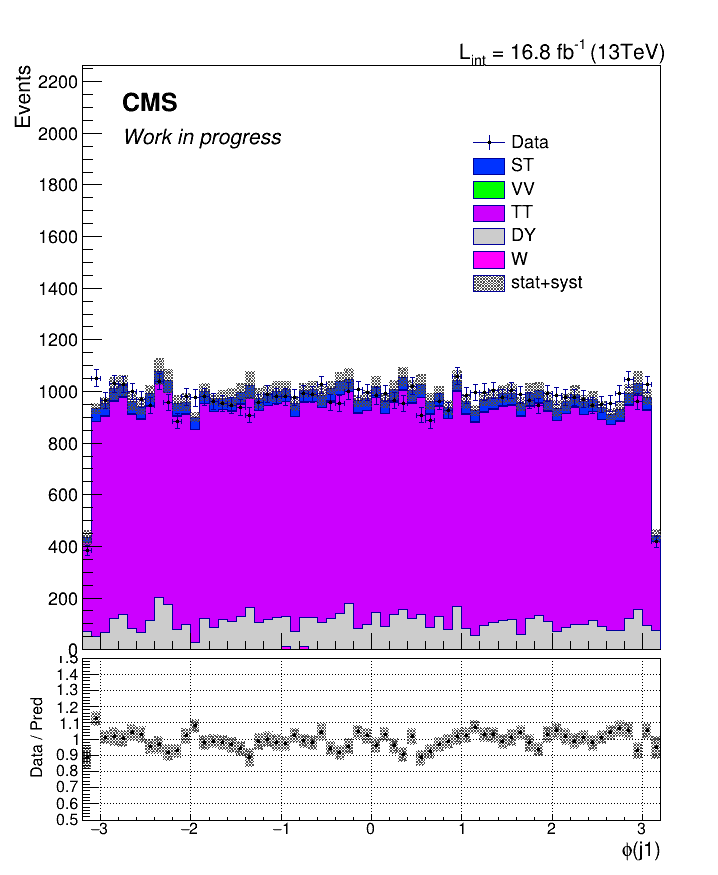 L_int = 16.8 fb^-1 (13TeV)
Events
CMS
Work in progress
2200
2000
1800
1600
1400
1200
1000
800
600
400
200
0
Data
ST
VV
TT
DY
W
stat+syst
Data / Pred
1.5
1.4
1.3
1.2
1.1
1
0.9
0.8
0.7
0.6
0.5
−3 −2 −1 0 1 2 3
ϕ(j1)